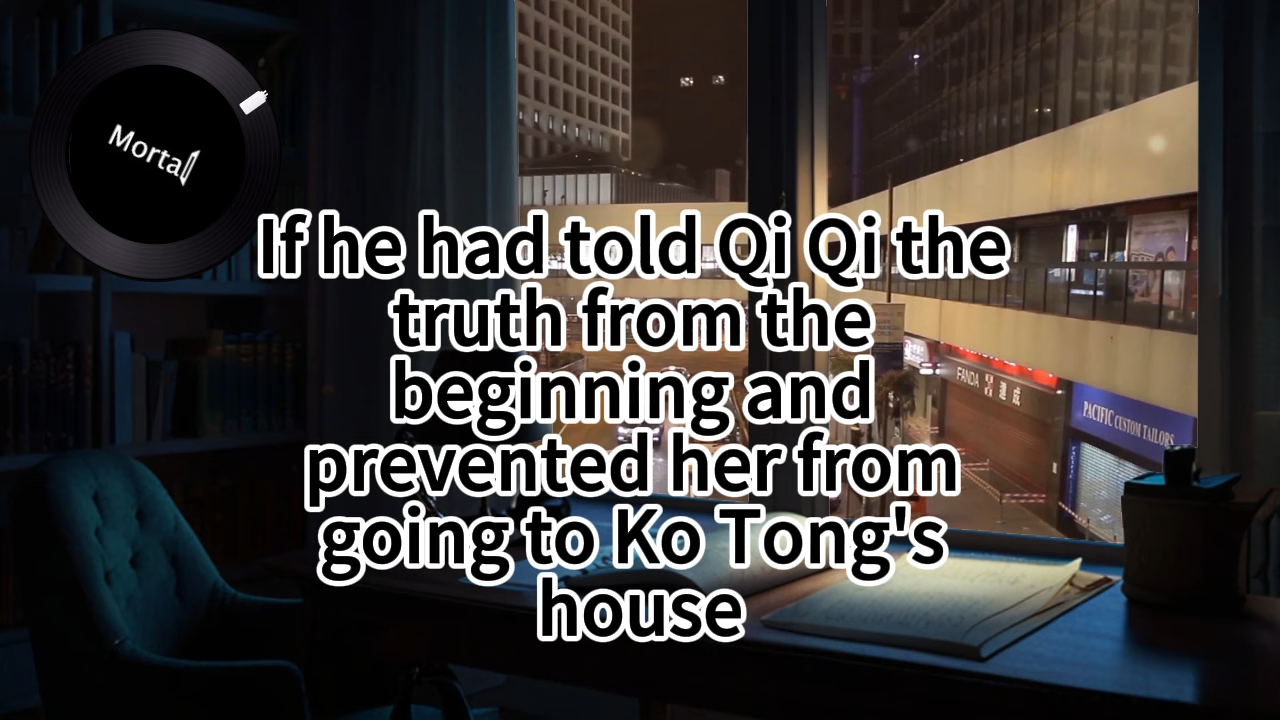 Mortal
If he had told Qi Qi the
truth from the
beginning and
prevented her from
going to Ko Tong's
house
FANDA
PACIFIC CUSTOM TAILORS